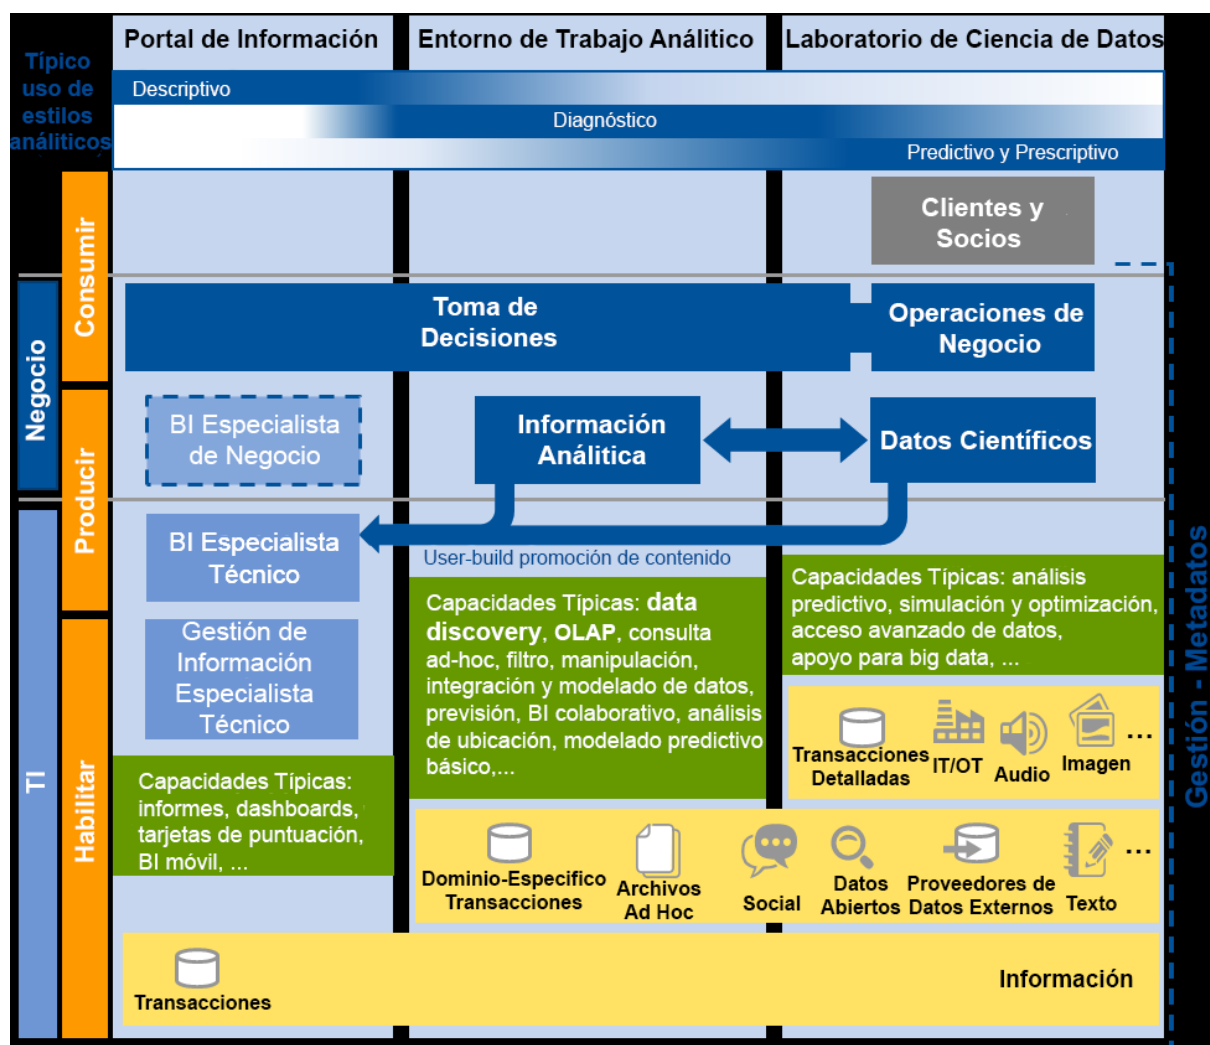 Portal de Información
Entorno de Trabajo Análitico
Laboratorio de Ciencia de Datos
Típico
uso de
estilos
análiticos
Descriptivo
Diagnóstico
Predictivo y Prescriptivo
Consumir
Clientes y
Socios
Negocio
Toma de
Decisiones
Operaciones de
Negocio
Producir
BI Especialista
de Negocio
Información
Análitica
Datos Científicos
BI Especialista
Técnico
User-build promoción de contenido
Gestión - Metadatos
TI
Habilitar
Gestión de
Información
Especialista
Técnico
Capacidades Típicas:
informes, dashboards,
tarjetas de puntuación,
BI móvil, ...
Capacidades Típicas: data
discovery, OLAP, consulta
ad-hoc, filtro, manipulación,
integración y modelado de datos,
previsión, BI colaborativo, análisis
de ubicación, modelado predictivo
básico,...
Capacidades Típicas: análisis
predictivo, simulación y optimización,
acceso avanzado de datos,
apoyo para big data, ...
Transacciones
Detalladas
IT/OT
Audio
Imagen
...
Dominio-Especifico
Transacciones
Archivos
Ad Hoc
Social
Datos
Abiertos
Proveedores de
Datos Externos
Texto
...
Transacciones
Información